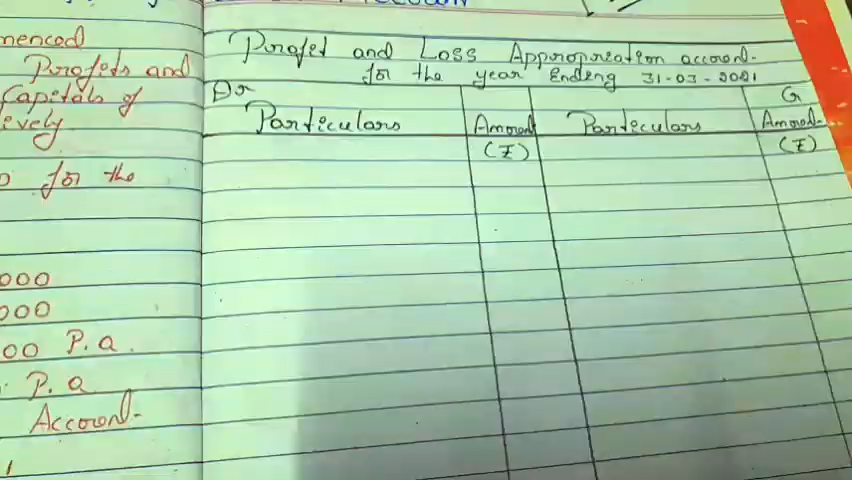 menced
Profits and
Capitals of
evely
for the
000
000
00 P.a.
P.a
Account
Profit and Loss Appropriation account
for the year Ending 31-03-2021
Dr
Cr
Particulars Amount Particulars Amount
(₹) (₹)